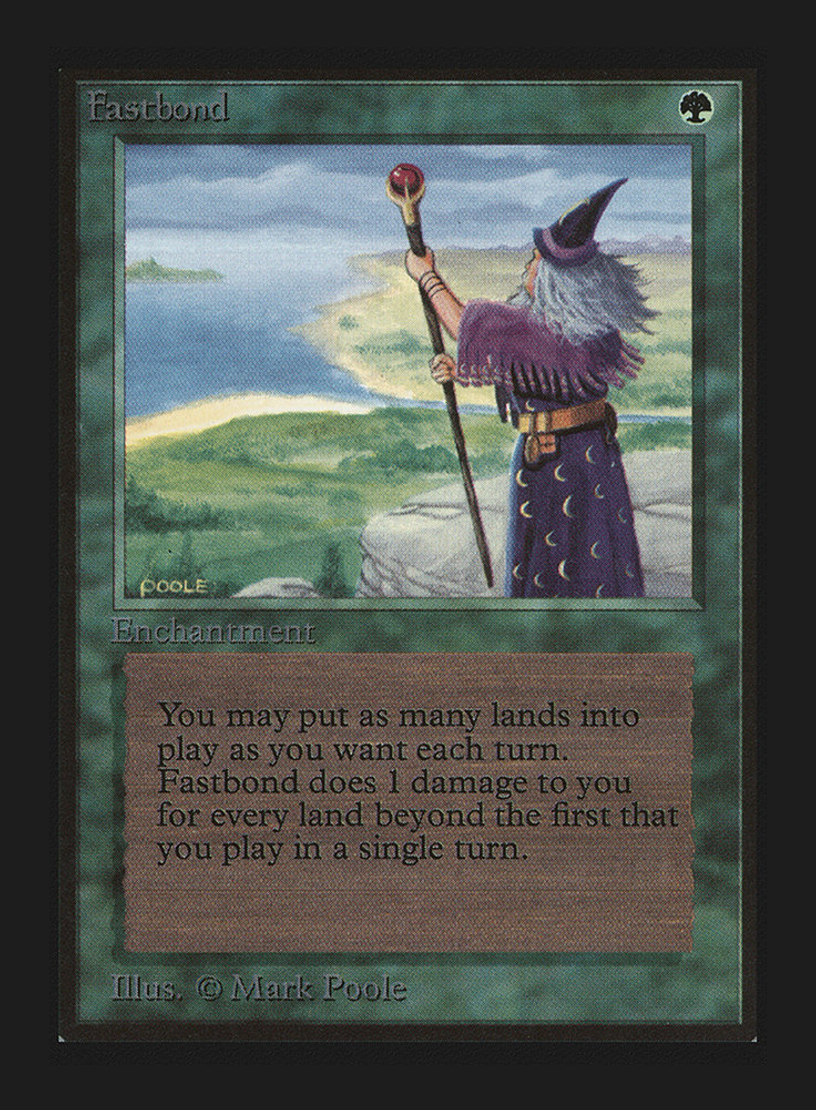 Fastbond
POOLE
Enchantment
You may put as many lands into
play as you want each turn.
Fastbond does 1 damage to you
for every land beyond the first that
you play in a single turn.
Illus. © Mark Poole